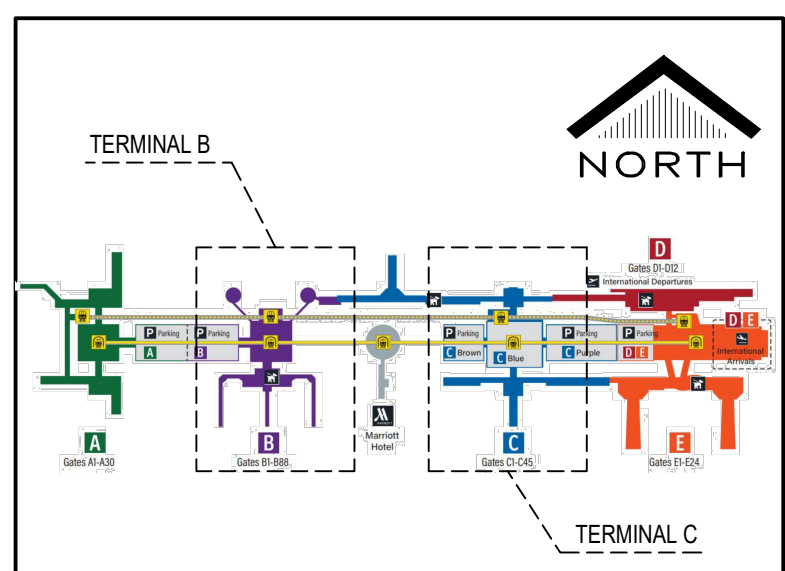 NORTH
TERMINAL B
D
Gates D1-D12
International Departures
P Parking
A
P Parking
B
P Parking
C Brown
C Blue
P Parking
C Purple
P Parking
D E
D E
International
Arrivals
MARRIOTT
Marriott
Hotel
A
Gates A1-A30
B
Gates B1-B88
C
Gates C1-C45
E
Gates E1-E24
TERMINAL C